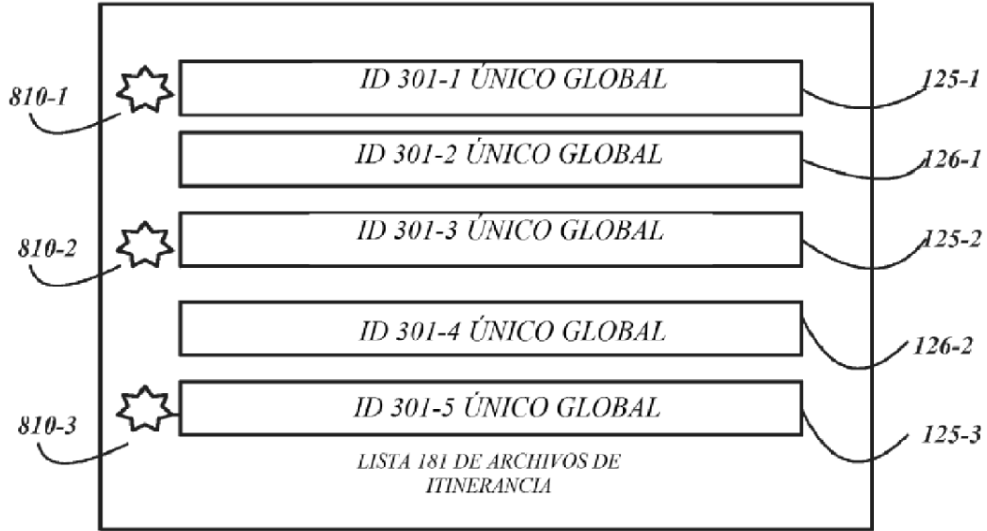 ID 301-1 ÚNICO GLOBAL
810-1
125-1
ID 301-2 ÚNICO GLOBAL
126-1
ID 301-3 ÚNICO GLOBAL
810-2
125-2
ID 301-4 ÚNICO GLOBAL
126-2
ID 301-5 ÚNICO GLOBAL
810-3
125-3
LISTA 181 DE ARCHIVOS DE
ITINERANCIA